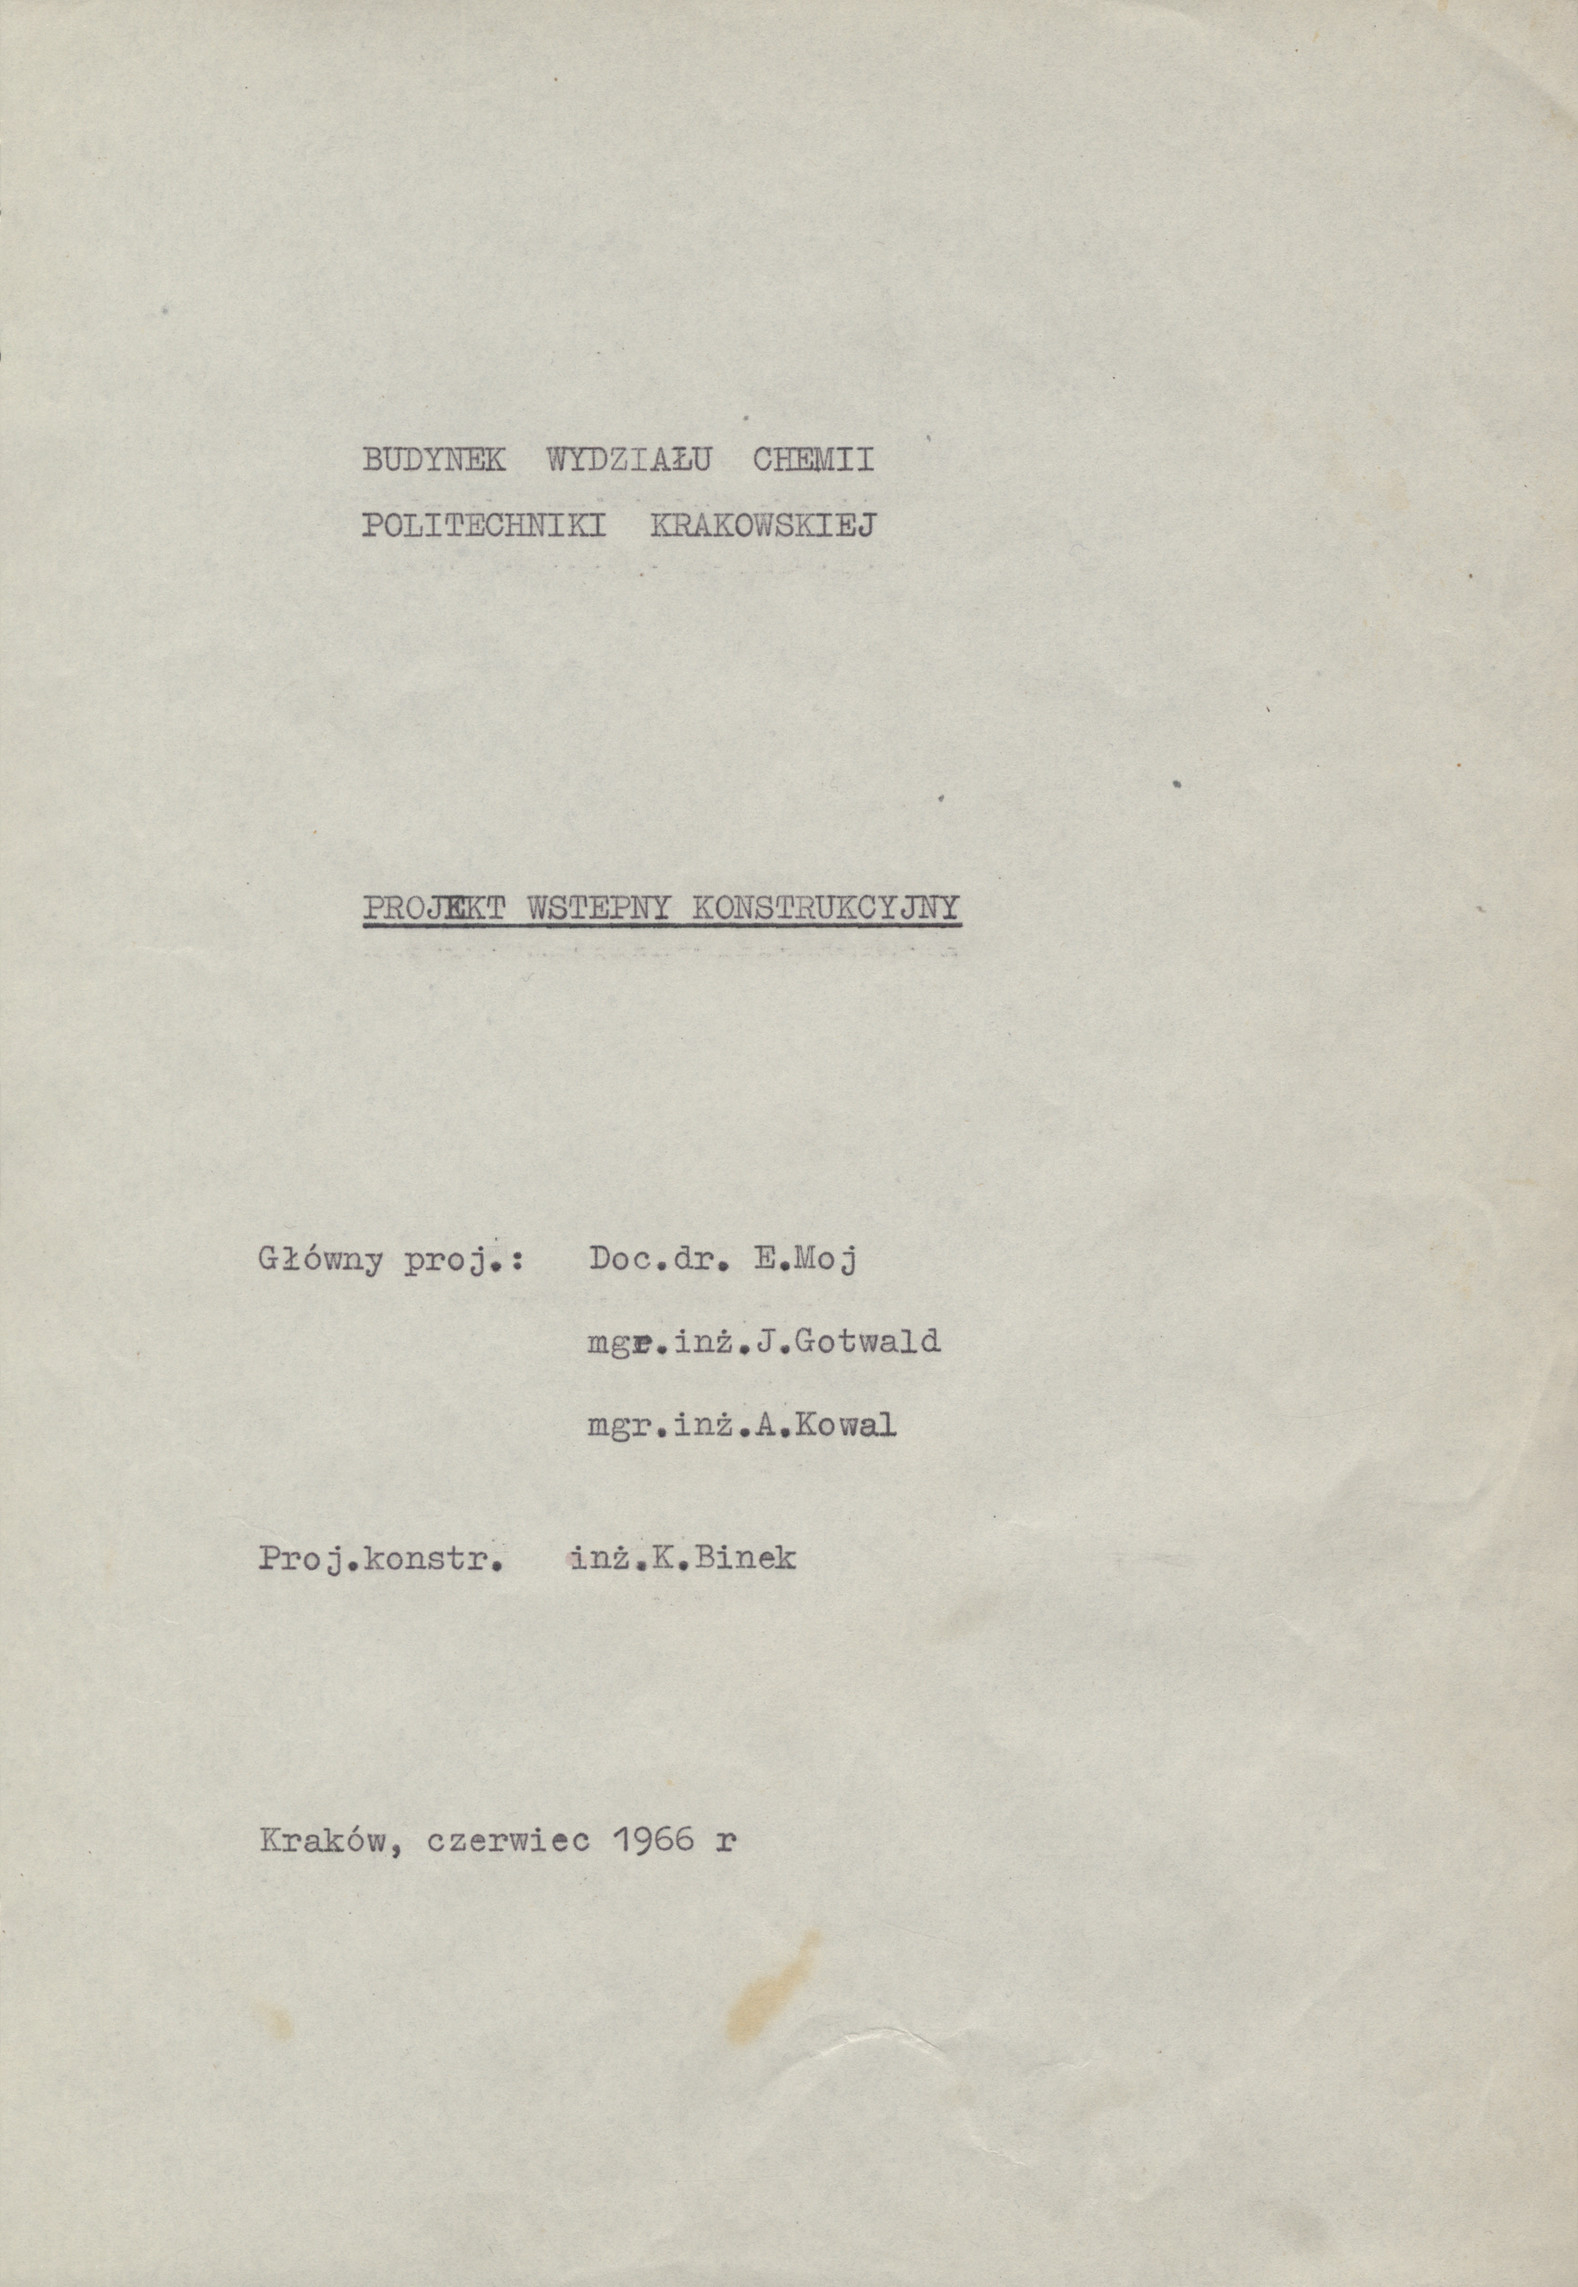 BUDYNEK WYDZIAŁU CHEMII
POLITECHNIKI KRAKOWSKIEJ
PROJEKT WSTEPNY KONSTRUKCYJNY
Główny proj.: Doc.dr. E.Moj
mgr.inż.J.Gotwald
mgr.inż.A.Kowal
Proj.konstr. inż.K.Binek
Kraków, czerwiec 1966 r